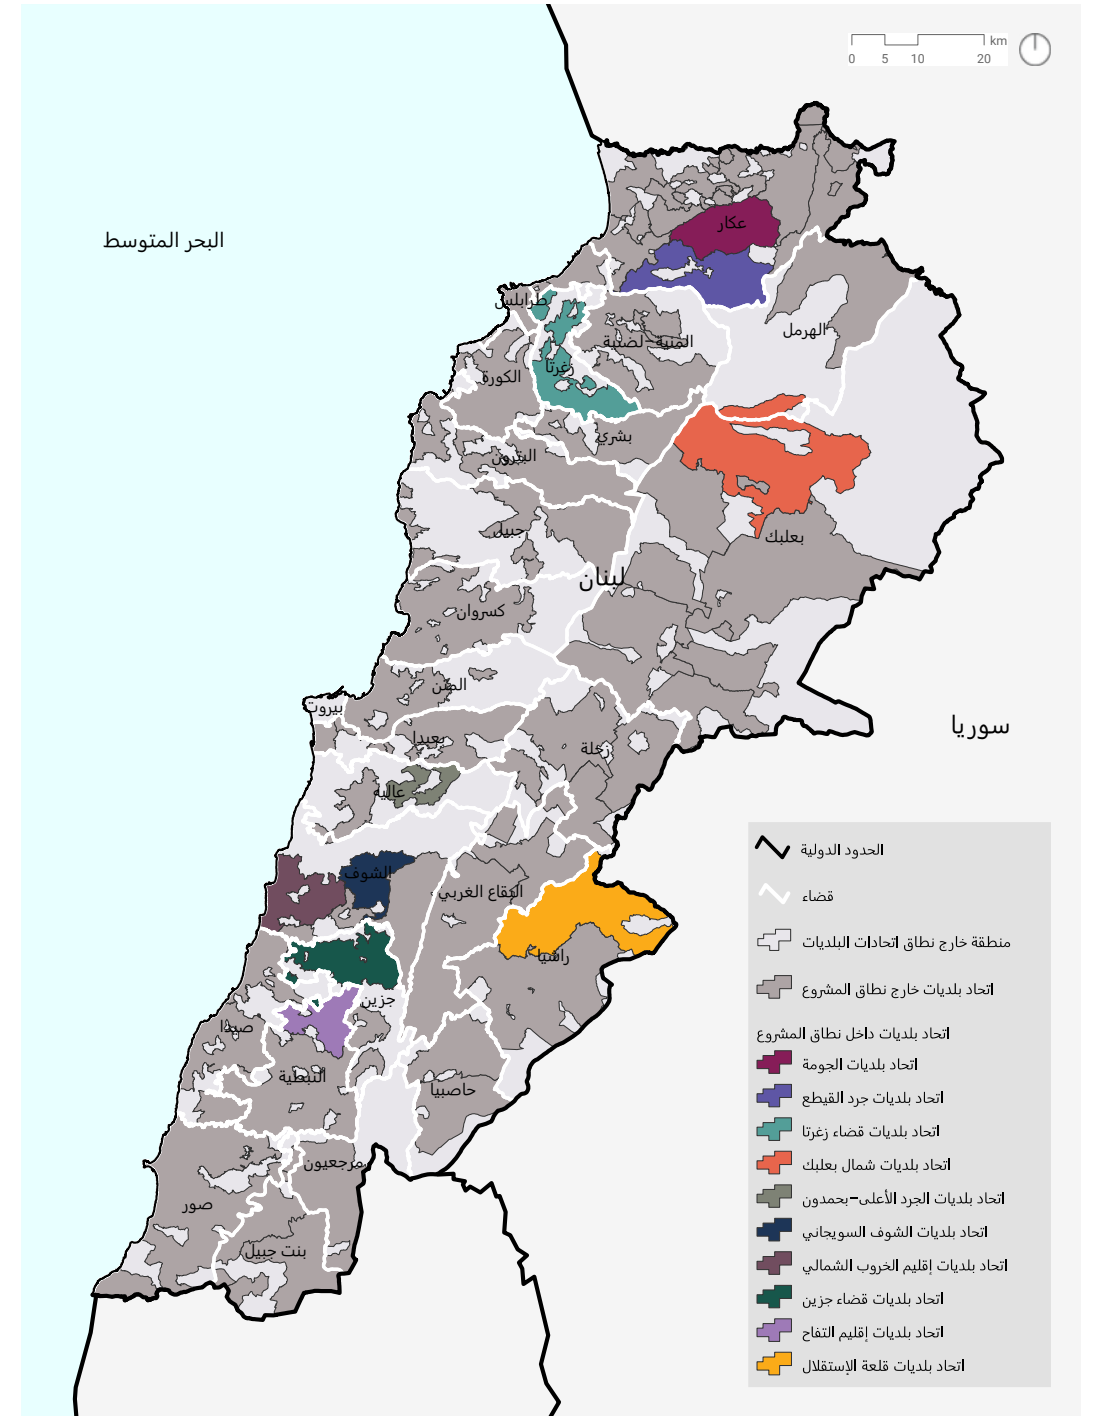 km
0 5 10 20
عكار
البحر المتوسط
طرابلس
الهرمل
المنية-لضنية
زغرتا
الكورة
بشري
البترون
جبيل
بعلبك
لبنان
كسروان
المتن
بيروت
سوريا
بعبدا
زحلة
عاليه
الشوف
البقاع الغربي
راشيا
جزين
صيدا
النبطية
حاصبيا
مرجعيون
صور
بنت جبيل
الحدود الدولية
قضاء
منطقة خارج نطاق اتحادات البلديات
اتحاد بلديات خارج نطاق المشروع
اتحاد بلديات داخل نطاق المشروع
اتحاد بلديات الجومة
اتحاد بلديات جرد القيطع
اتحاد بلديات قضاء زغرتا
اتحاد بلديات شمال بعلبك
اتحاد بلديات الجرد الأعلى-بحمدون
اتحاد بلديات الشوف السويجاني
اتحاد بلديات إقليم الخروب الشمالي
اتحاد بلديات قضاء جزين
اتحاد بلديات إقليم التفاح
اتحاد بلديات قلعة الإستقلال